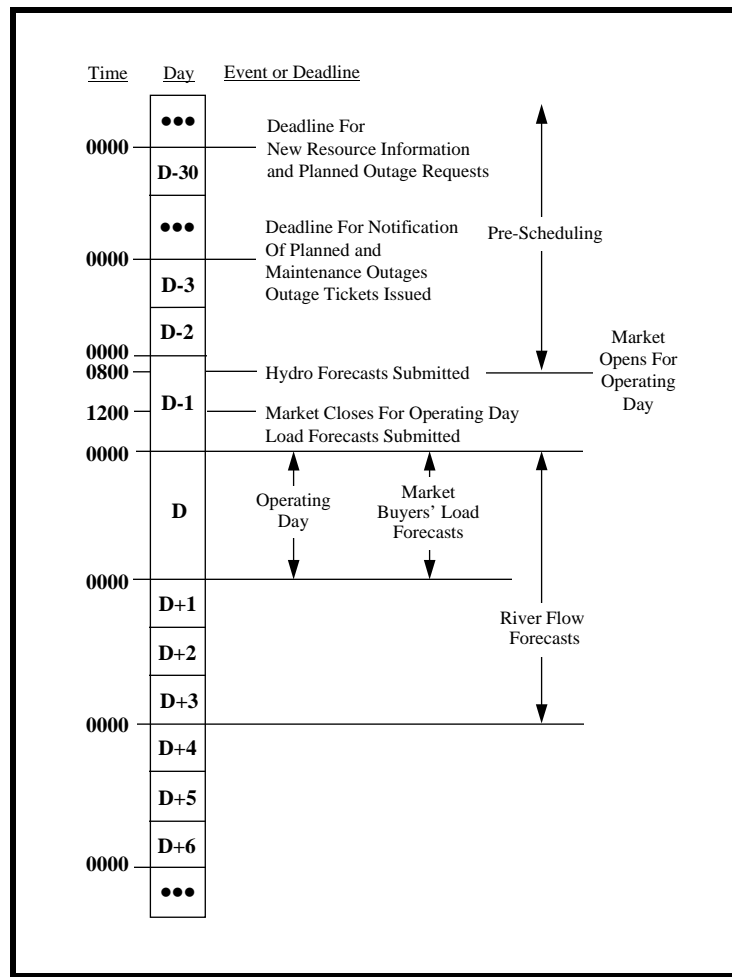 Time Day Event or Deadline
•••
Deadline For
0000
New Resource Information
D-30
and Planned Outage Requests
•••
Deadline For Notification
Pre-Scheduling
Of Planned and
0000
Maintenance Outages
D-3
Outage Tickets Issued
D-2
0000
Market
Opens For
Operating
Day
0800
Hydro Forecasts Submitted
D-1
1200
Market Closes For Operating Day
Load Forecasts Submitted
0000
D
Operating
Day
Market
Buyers’ Load
Forecasts
0000
D+1
River Flow
Forecasts
D+2
D+3
0000
D+4
D+5
D+6
0000
•••